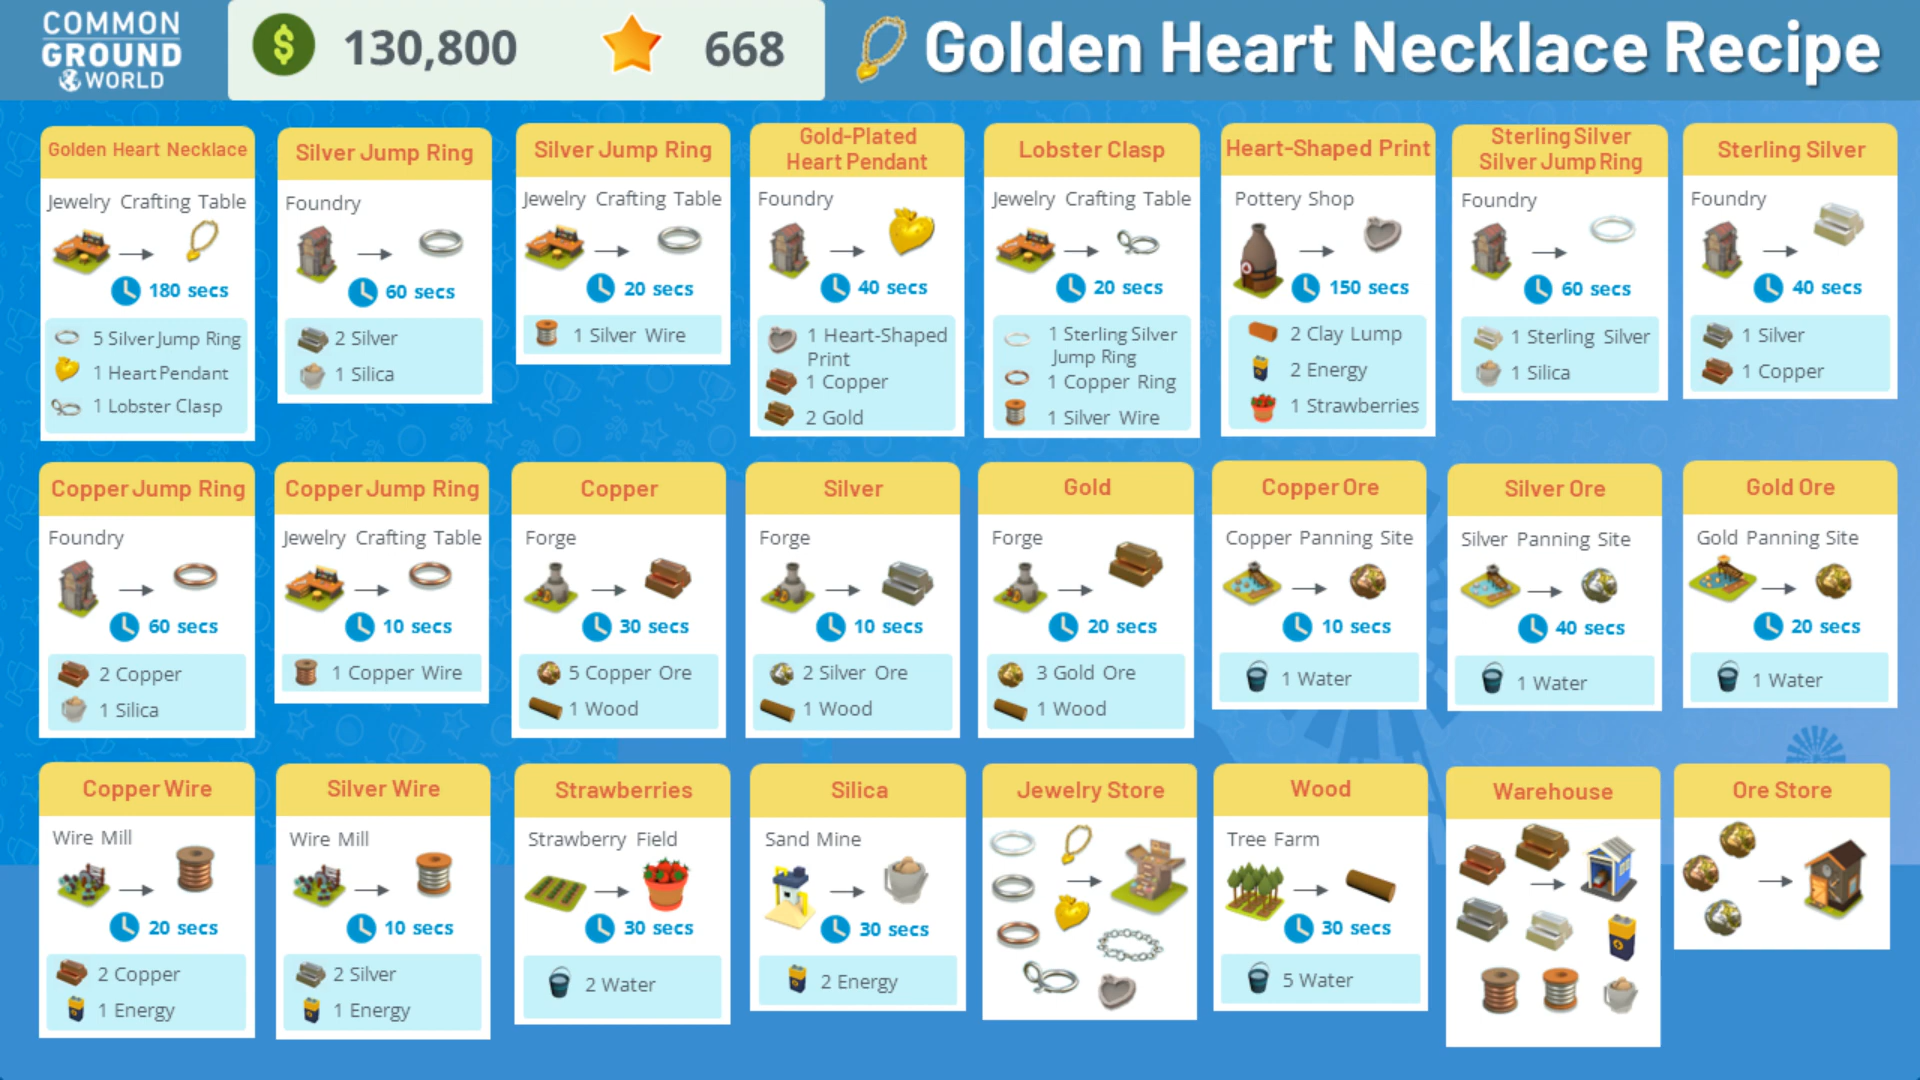 COMMON
GROUND
WORLD
$ 130,800
668
Golden Heart Necklace Recipe
Golden Heart Necklace
Jewelry Crafting Table
180 secs
5 Silver Jump Ring
1 Heart Pendant
1 Lobster Clasp
Silver Jump Ring
Foundry
60 secs
2 Silver
1 Silica
Silver Jump Ring
Jewelry Crafting Table
20 secs
1 Silver Wire
Gold-Plated
Heart Pendant
Foundry
40 secs
1 Heart-Shaped
Print
1 Copper
2 Gold
Lobster Clasp
Jewelry Crafting Table
20 secs
1 Sterling Silver
Jump Ring
1 Copper Ring
1 Silver Wire
Heart-Shaped Print
Pottery Shop
150 secs
2 Clay Lump
2 Energy
1 Strawberries
Sterling Silver
Silver Jump Ring
Foundry
60 secs
1 Sterling Silver
1 Silica
Sterling Silver
Foundry
40 secs
1 Silver
1 Copper
Copper Jump Ring
Foundry
60 secs
2 Copper
1 Silica
Copper Jump Ring
Jewelry Crafting Table
10 secs
1 Copper Wire
Copper
Forge
30 secs
5 Copper Ore
1 Wood
Silver
Forge
10 secs
2 Silver Ore
1 Wood
Gold
Forge
20 secs
3 Gold Ore
1 Wood
Copper Ore
Copper Panning Site
10 secs
1 Water
Silver Ore
Silver Panning Site
40 secs
1 Water
Gold Ore
Gold Panning Site
20 secs
1 Water
Copper Wire
Wire Mill
20 secs
2 Copper
1 Energy
Silver Wire
Wire Mill
10 secs
2 Silver
1 Energy
Strawberries
Strawberry Field
30 secs
2 Water
Silica
Sand Mine
30 secs
2 Energy
Jewelry Store
Wood
Tree Farm
30 secs
5 Water
Warehouse
Ore Store